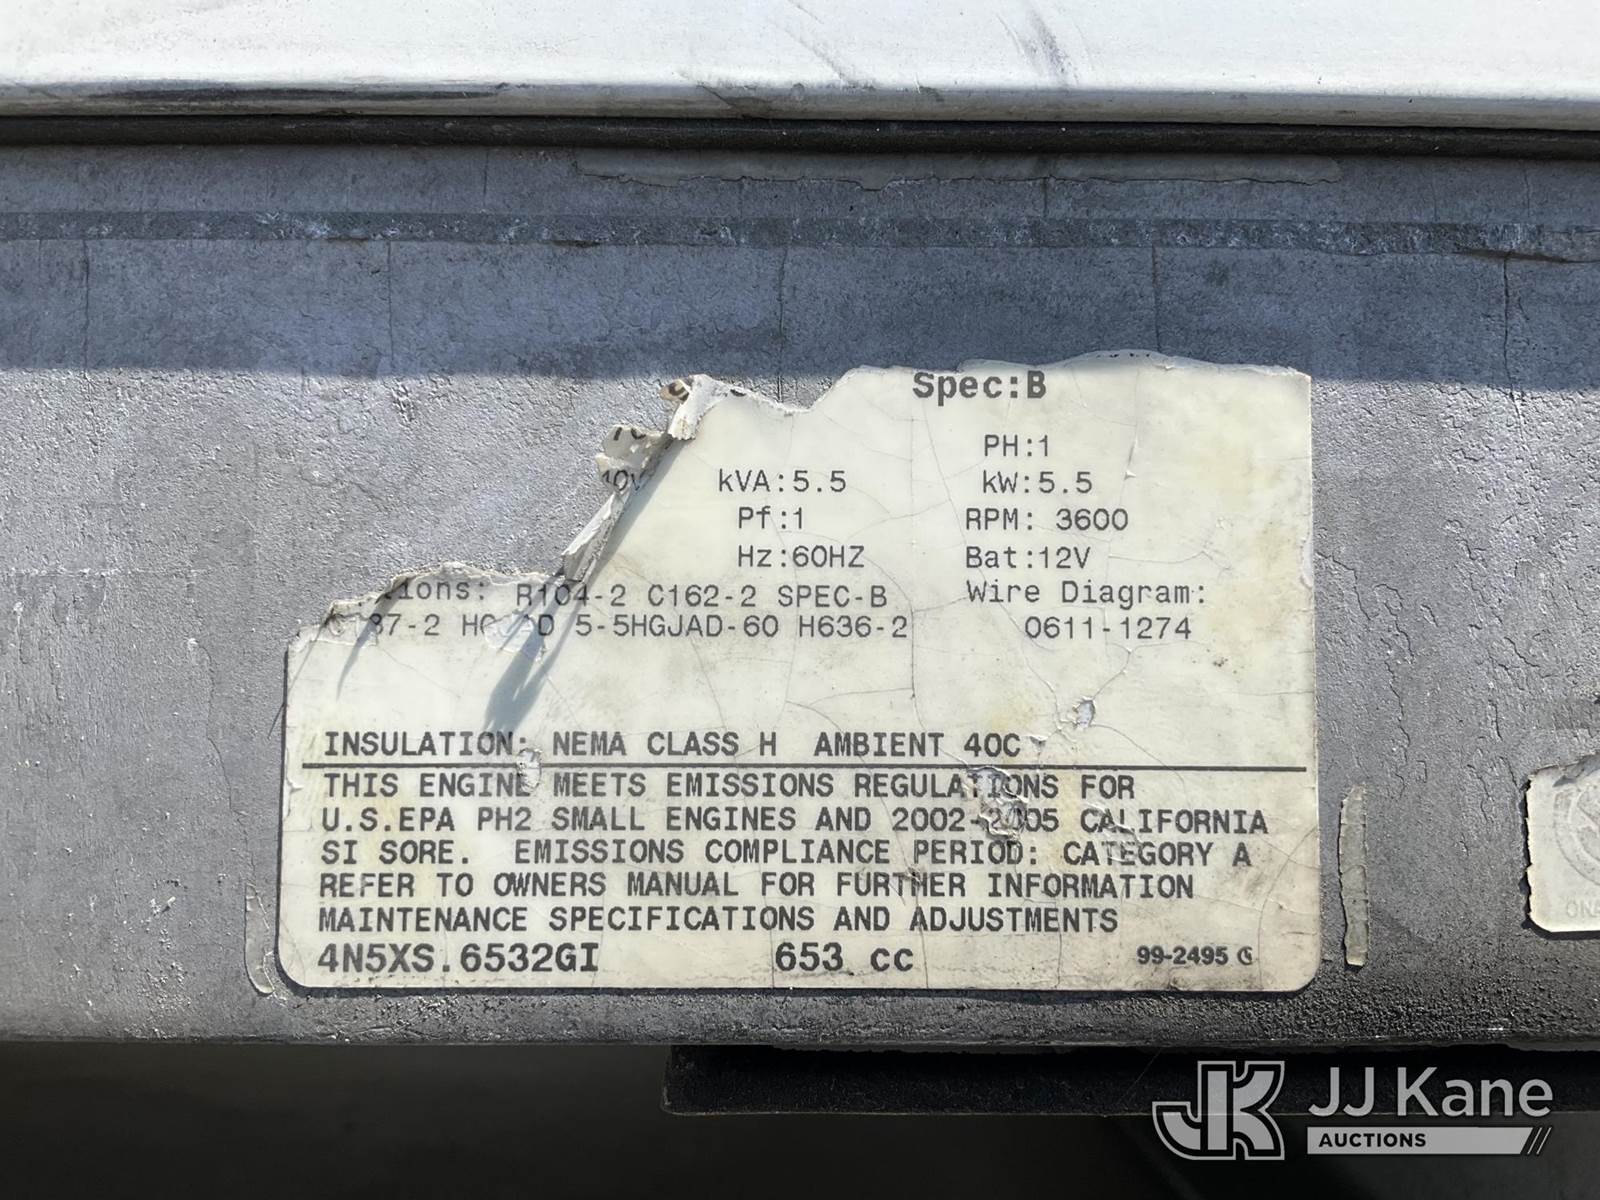 Spec:B
PH:1
kVA:5.5 kW:5.5
Pf:1 RPM: 3600
Hz:60HZ Bat:12V
R104-2 C162-2 SPEC-B Wire Diagram:
5-5HGJAD-60 H636-2 0611-1274
INSULATION: NEMA CLASS H AMBIENT 40C
THIS ENGINE MEETS EMISSIONS REGULATIONS FOR
U.S.EPA PH2 SMALL ENGINES AND 2002-2005 CALIFORNIA
SI SORE. EMISSIONS COMPLIANCE PERIOD: CATEGORY A
REFER TO OWNERS MANUAL FOR FURTHER INFORMATION
MAINTENANCE SPECIFICATIONS AND ADJUSTMENTS
4N5XS.6532GI 653 cc 99-2495 G
JK JJ Kane
AUCTIONS